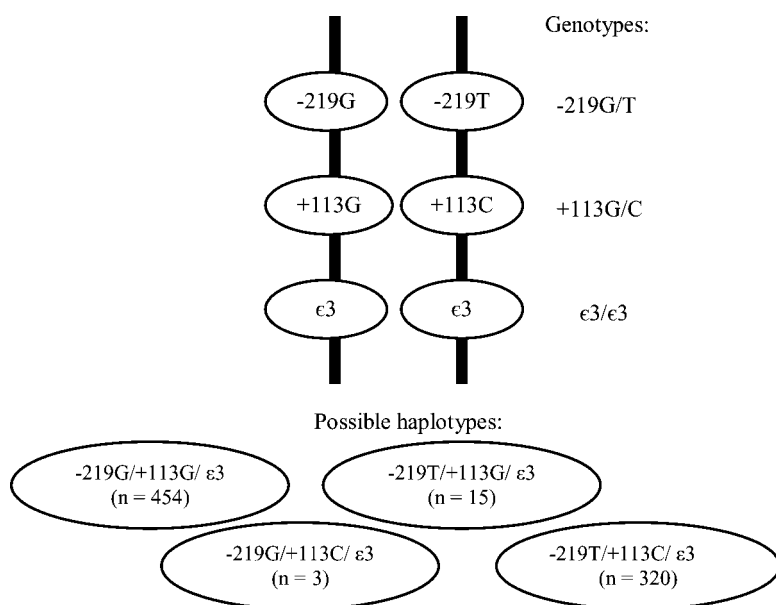 Genotypes:
-219G
-219T
-219G/T
+113G
+113C
+113G/C
ϵ3
ϵ3
ϵ3/ϵ3
Possible haplotypes:
-219G/+113G/ ε3
(n = 454)
-219T/+113G/ ε3
(n = 15)
-219G/+113C/ ε3
(n = 3)
-219T/+113C/ ε3
(n = 320)